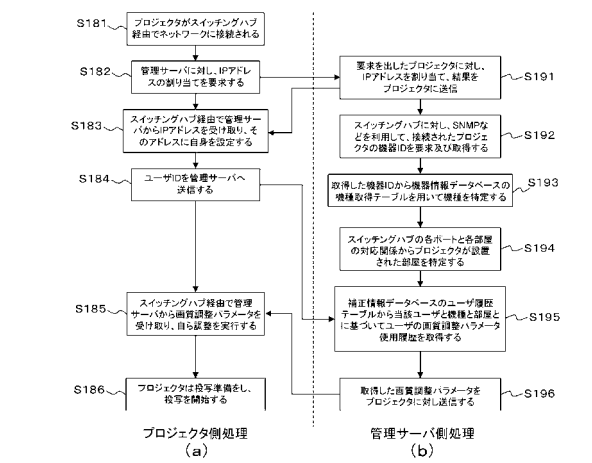 S181
プロジェクタがスイッチングハブ
経由でネットワークに接続される
S182
管理サーバに対し、IPアドレス
の割り当てを要求する
S183
スイッチングハブ経由で管理サー
バからIPアドレスを受け取り、そ
のアドレスに自身を設定する
S184
ユーザIDを管理サーバへ
送信する
S185
スイッチングハブ経由で管理
サーバから画質調整パラメータを
受け取り、自ら調整を実行する
S186
プロジェクタは投写準備をし、
投写を開始する
プロジェクタ側処理
(a)
要求を出したプロジェクタに対し、
IPアドレスを割り当て、結果を
プロジェクタに送信
S191
スイッチングハブに対し、SNMPな
どを利用して、接続されたプロジェ
クタの機器IDを要求及び取得する
S192
取得した機器IDから機器情報データベースの
機種取得テーブルを用いて機種を特定する
S193
スイッチングハブの各ポートと各部屋
の対応関係からプロジェクタが設置
された部屋を特定する
S194
補正情報データベースのユーザ履歴
テーブルから当該ユーザと機種と部屋と
に基づいてユーザの画質調整パラメータ
使用履歴を取得する
S195
取得した画質調整パラメータを
プロジェクタに対し送信する
S196
管理サーバ側処理
(b)